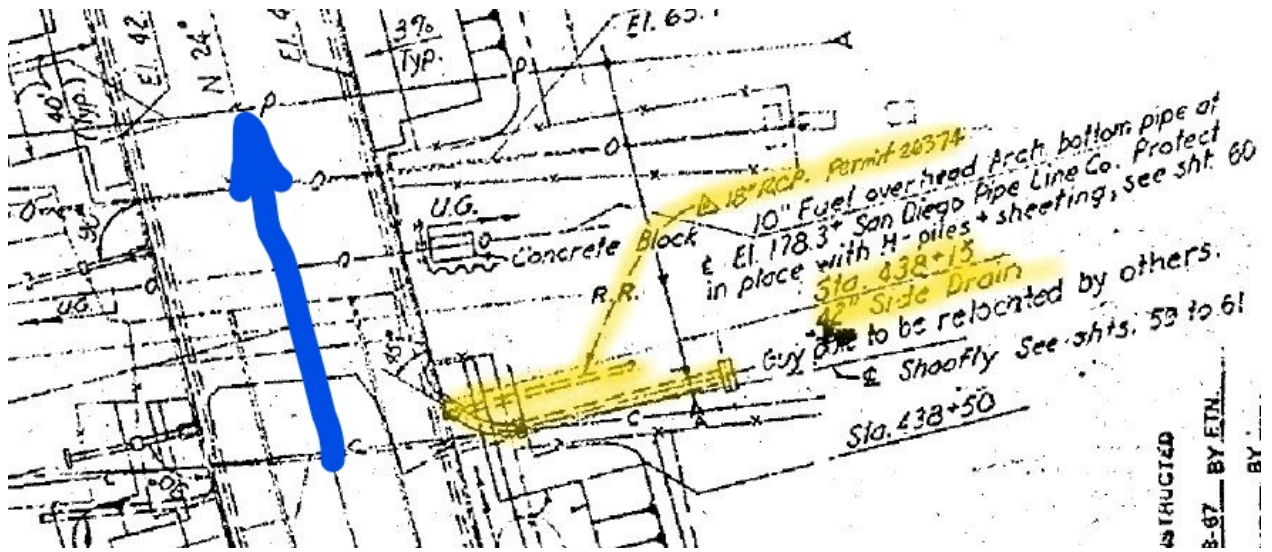 El. 42.
N 24°
3%
Typ.
El. 65.1
A
40'
(Typ.)
P
P
18" RCP. Permit 26374
10" Fuel overhead Arch bottom pipe at
℄ El. 178.3± San Diego Pipe Line Co. Protect
in place with H-piles + sheeting, see sht. 60
U.G.
Concrete Block
Sta. 438+15
42" Side Drain
R.R.
U.G.
Guy pole to be relocated by others.
℄ Shoofly See shts. 59 to 61
C
A
Sta. 438+50
BY FTN.
BY